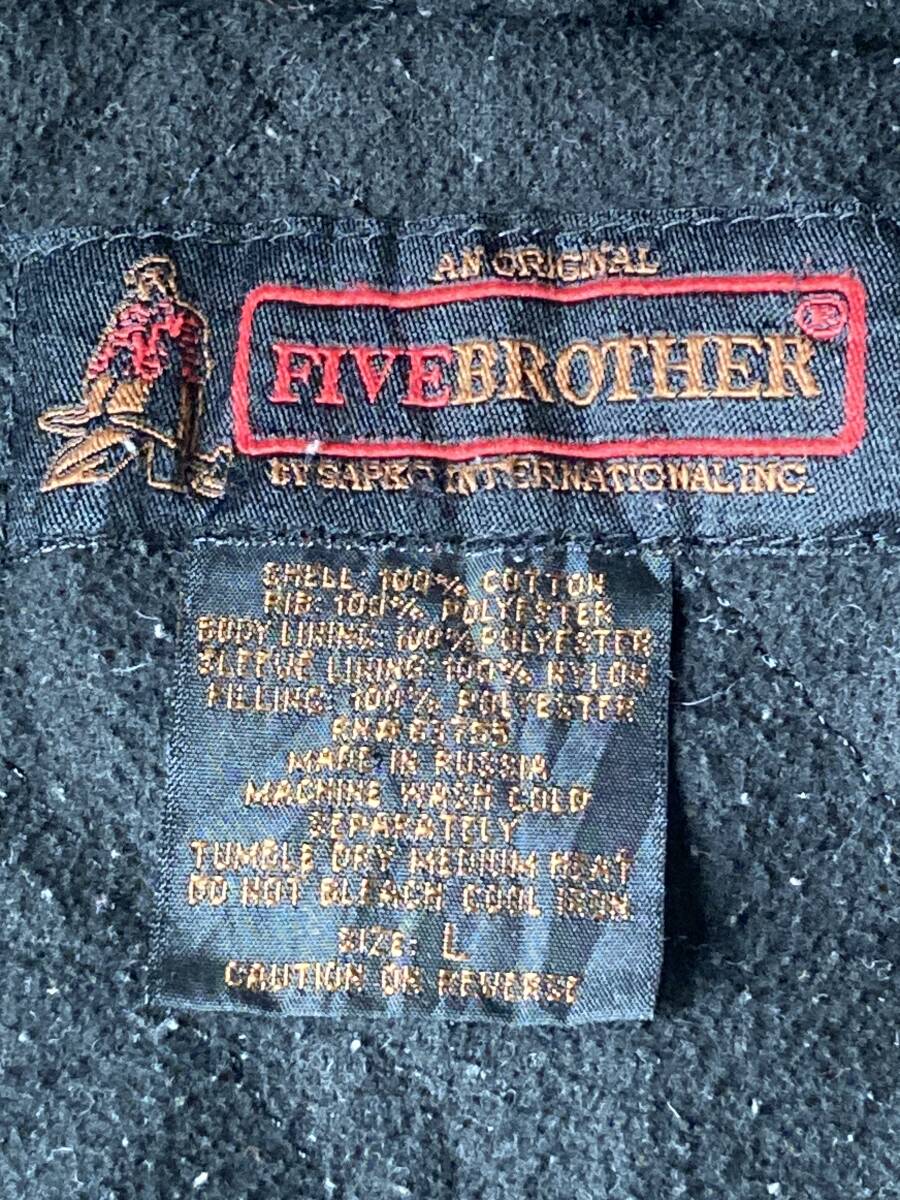 AN ORIGINAL
FIVEBROTHER®
BY SAPKO INTERNATIONAL INC.
SHELL: 100% COTTON
RIB: 100% POLYESTER
BODY LINING: 100% POLYESTER
SLEEVE LINING: 100% NYLON
FILLING: 100% POLYESTER
RN# 61795
MADE IN RUSSIA
MACHINE WASH COLD
SEPARATELY
TUMBLE DRY MEDIUM HEAT
DO NOT BLEACH COOL IRON
SIZE: L
CAUTION ON REVERSE